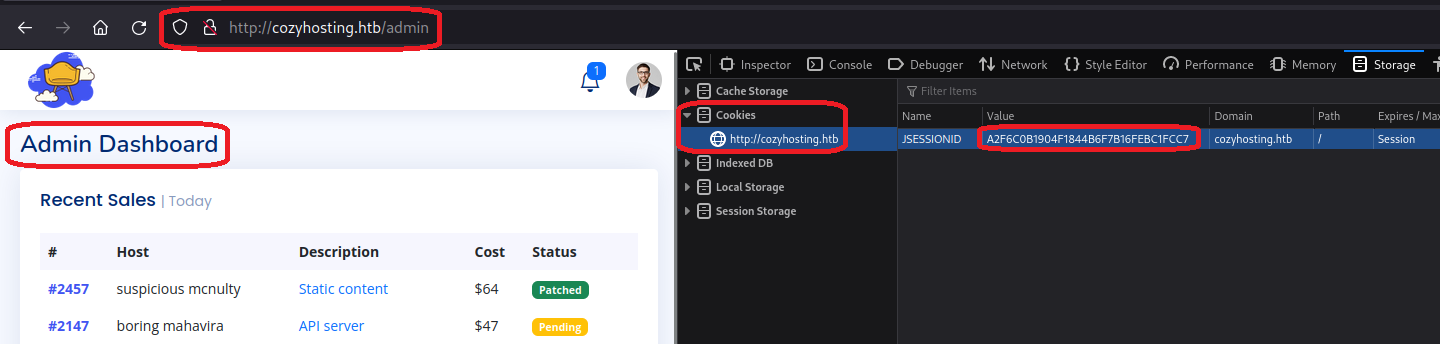 http://cozyhosting.htb/admin
1
Inspector Console Debugger Network Style Editor Performance Memory Storage
Admin Dashboard
Recent Sales | Today
# Host Description Cost Status
#2457 suspicious mcnulty Static content $64 Patched
#2147 boring mahavira API server $47 Pending
Cache Storage
Cookies
http://cozyhosting.htb
Indexed DB
Local Storage
Session Storage
Filter Items
Name Value Domain Path Expires / Max
JSESSIONID A2F6C0B1904F1844B6F7B16FEBC1FCC7 cozyhosting.htb / Session